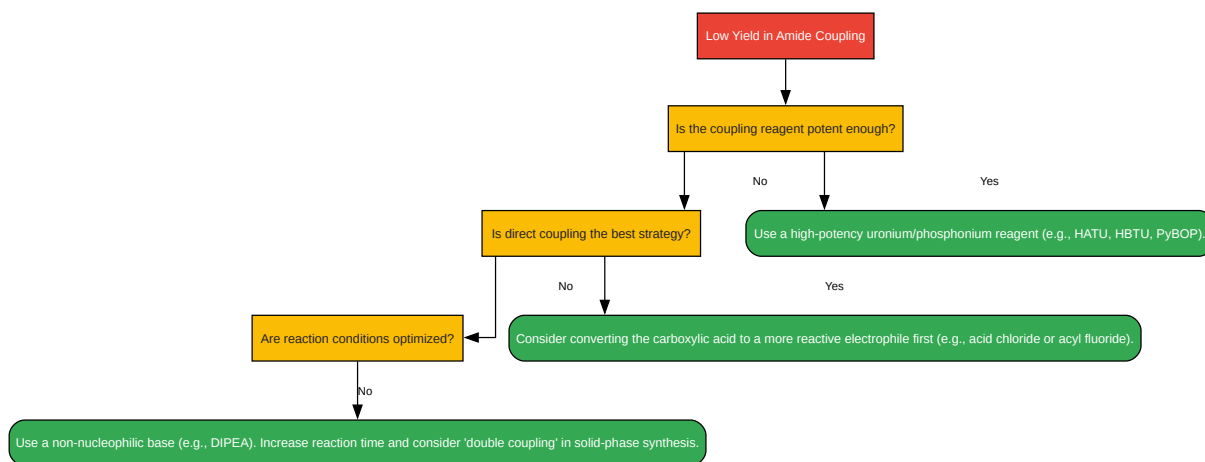 Low Yield in Amide Coupling
Is the coupling reagent potent enough?
No
Yes
Is direct coupling the best strategy?
Use a high-potency uronium/phosphonium reagent (e.g., HATU, HBTU, PyBOP).
No
Yes
Are reaction conditions optimized?
Consider converting the carboxylic acid to a more reactive electrophile first (e.g., acid chloride or acyl fluoride).
No
Use a non-nucleophilic base (e.g., DIPEA). Increase reaction time and consider 'double coupling' in solid-phase synthesis.